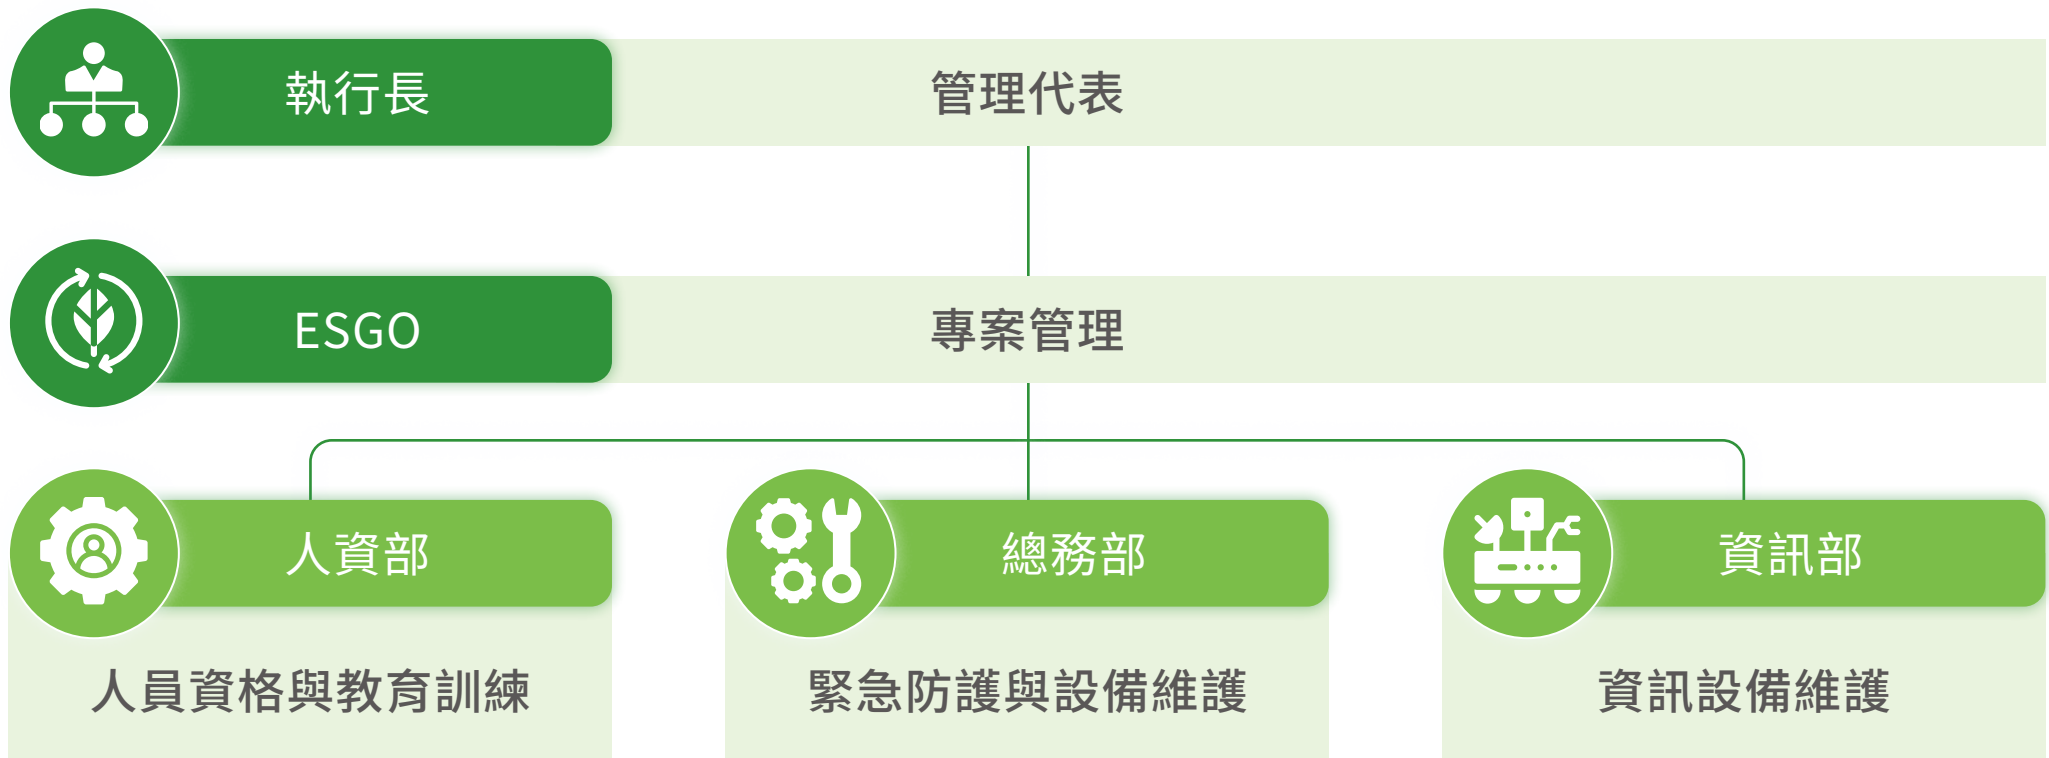 執行長
管理代表
ESGO
專案管理
人資部
人員資格與教育訓練
總務部
緊急防護與設備維護
資訊部
資訊設備維護